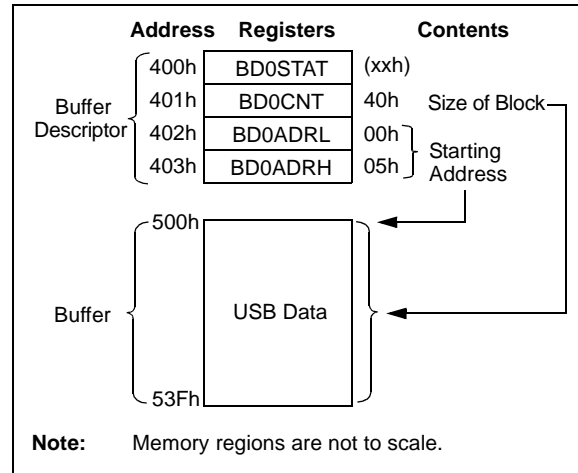 Address Registers Contents
400h BD0STAT (xxh)
401h BD0CNT 40h Size of Block
Buffer
Descriptor
402h BD0ADRL 00h
403h BD0ADRH 05h
Starting
Address
500h
Buffer USB Data
53Fh
Note: Memory regions are not to scale.